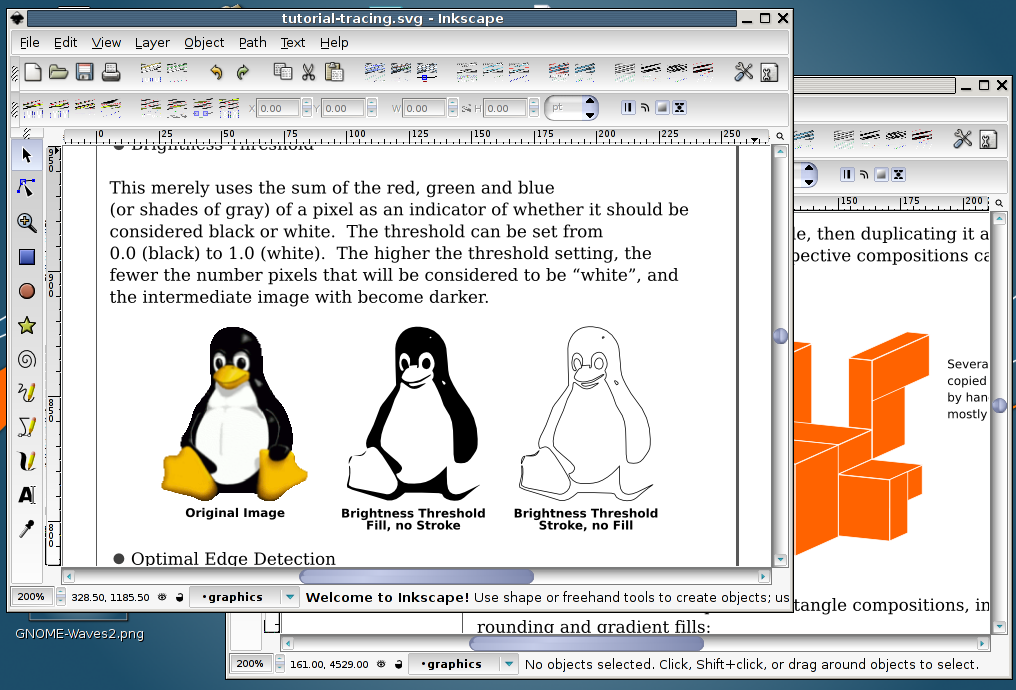 tutorial-tracing.svg - Inkscape
File Edit View Layer Object Path Text Help
X 0.00 Y 0.00 W 0.00 H 0.00 pt
0 25 50 75 100 125 150 175 200 225 250
Brightness Threshold
This merely uses the sum of the red, green and blue
(or shades of gray) of a pixel as an indicator of whether it should be
considered black or white. The threshold can be set from
0.0 (black) to 1.0 (white). The higher the threshold setting, the
fewer the number pixels that will be considered to be “white”, and
the intermediate image with become darker.
Original Image
Brightness Threshold
Fill, no Stroke
Brightness Threshold
Stroke, no Fill
• Optimal Edge Detection
950
900
850
800
200% 328.50, 1185.50 •graphics Welcome to Inkscape! Use shape or freehand tools to create objects; us
150 175 200
le, then duplicating it a
pective compositions ca
Severa
copied
by han
mostly
tangle compositions, in
rounding and gradient fills:
200% 161.00, 4529.00 •graphics No objects selected. Click, Shift+click, or drag around objects to select.
GNOME-Waves2.png